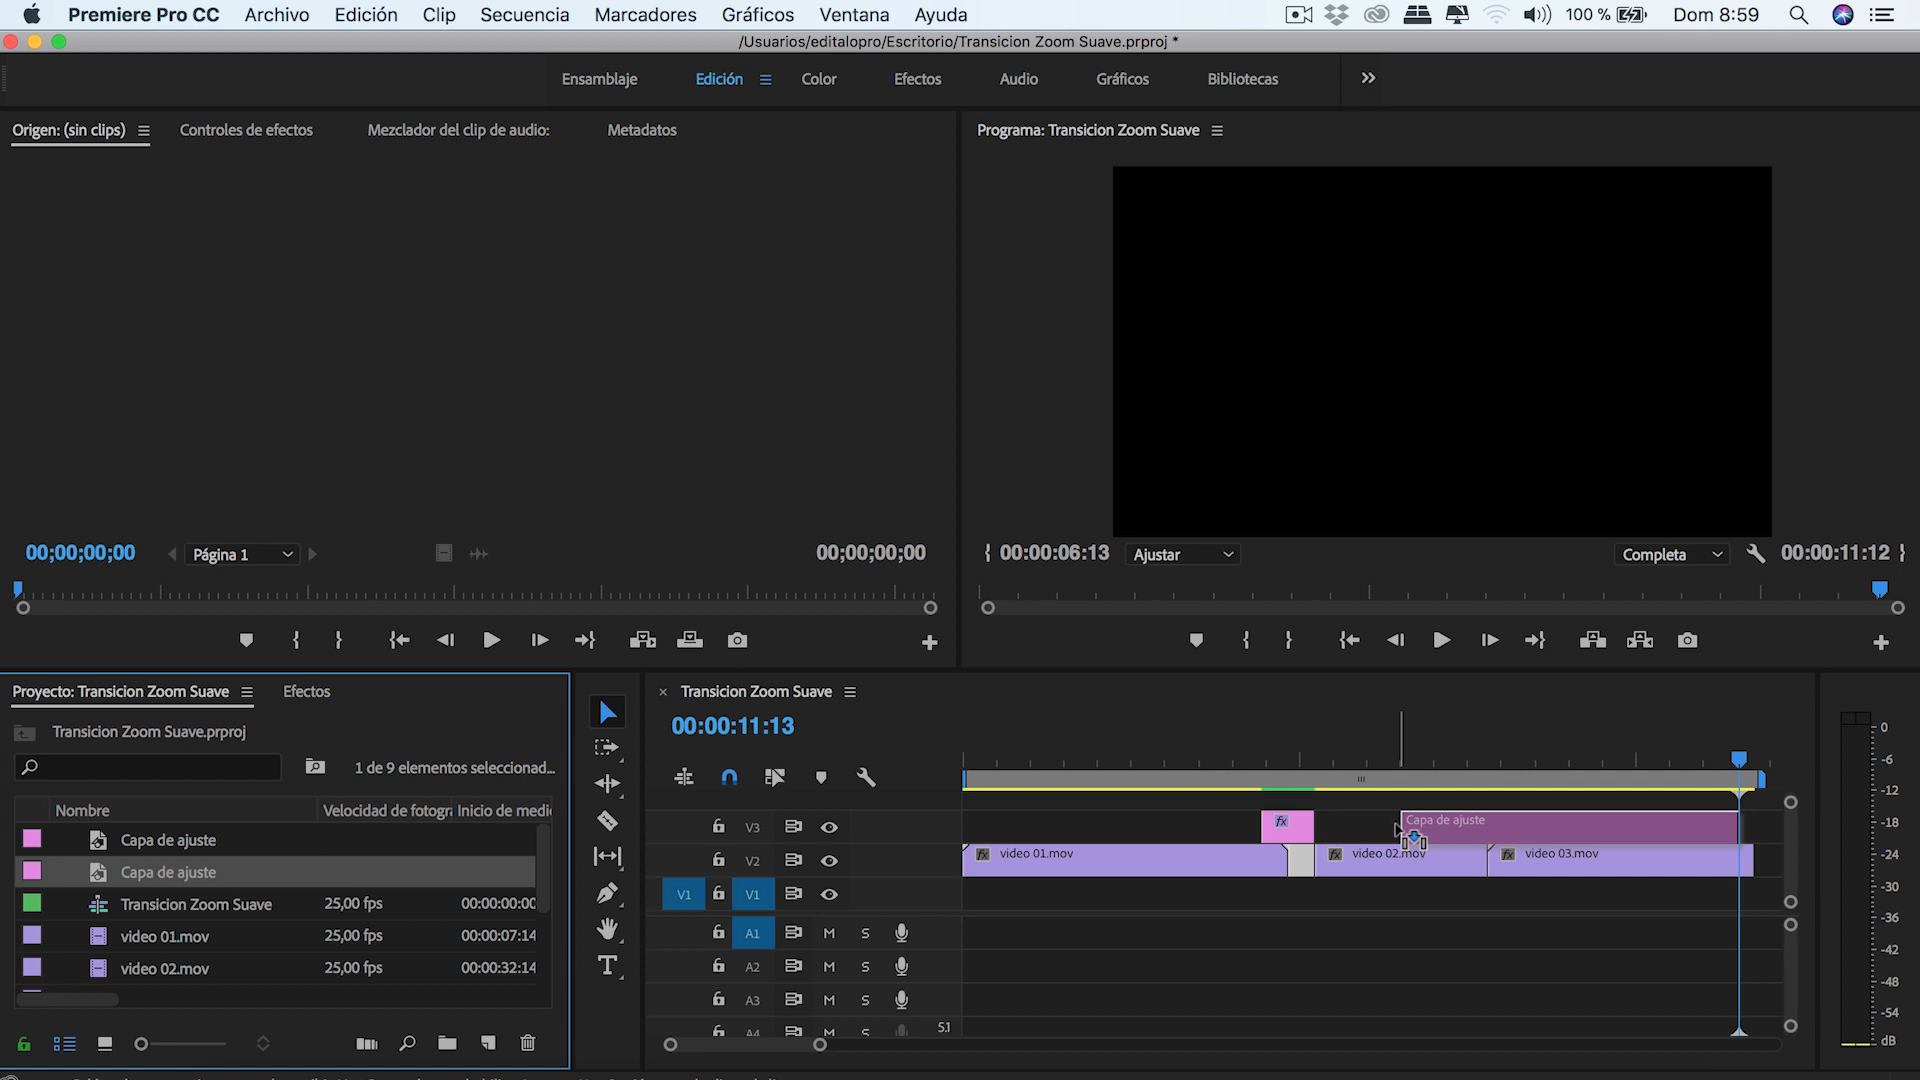 Premiere Pro CC Archivo Edición Clip Secuencia Marcadores Gráficos Ventana Ayuda 100 % Dom 8:59
/Usuarios/editalopro/Escritorio/Transicion Zoom Suave.prproj *
Ensamblaje Edición Color Efectos Audio Gráficos Bibliotecas
Origen: (sin clips) Controles de efectos Mezclador del clip de audio: Metadatos
Programa: Transicion Zoom Suave
00;00;00;00 Página 1 00;00;00;00
00:00:06:13 Ajustar Completa 00:00:11:12
Proyecto: Transicion Zoom Suave Efectos
Transicion Zoom Suave.prproj
1 de 9 elementos seleccionad...
Nombre Velocidad de fotogra Inicio de medi
Capa de ajuste
Capa de ajuste
Transicion Zoom Suave 25,00 fps 00:00:00:00
video 01.mov 25,00 fps 00:00:07:14
video 02.mov 25,00 fps 00:00:32:14
Transicion Zoom Suave
00:00:11:13
V3 fx Capa de ajuste
V2 fx video 01.mov fx video 02.mov fx video 03.mov
V1 V1
A1 M S
A2 M S
A3 M S
A4 M S 5.1
0
-6
-12
-18
-24
-30
-36
-42
-48
-54
dB